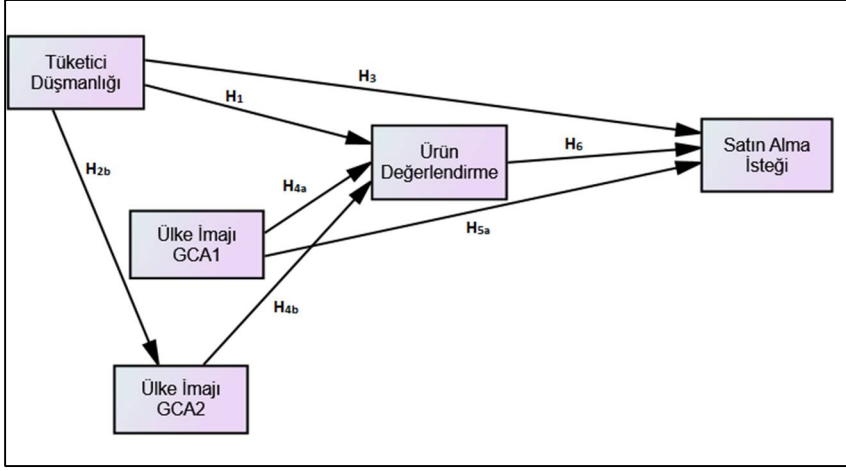 Tüketici
Düşmanlığı
H3
H1
Ürün
Değerlendirme
H6
Satın Alma
İsteği
H2b
H4a
Ülke İmajı
GCA1
H5a
H4b
Ülke İmajı
GCA2